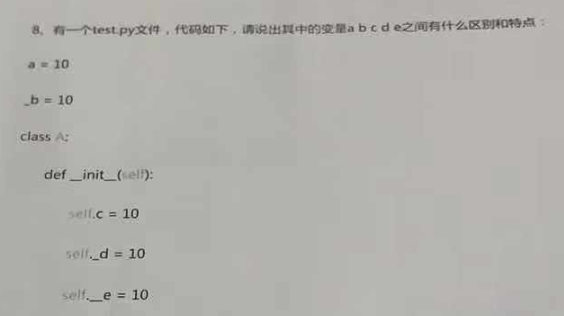 8、有一个test.py文件，代码如下，请说出其中的变量a b c d e之间有什么区别和特点：
a = 10
_b = 10
class A:
def __init__(self):
self.c = 10
self._d = 10
self.__e = 10